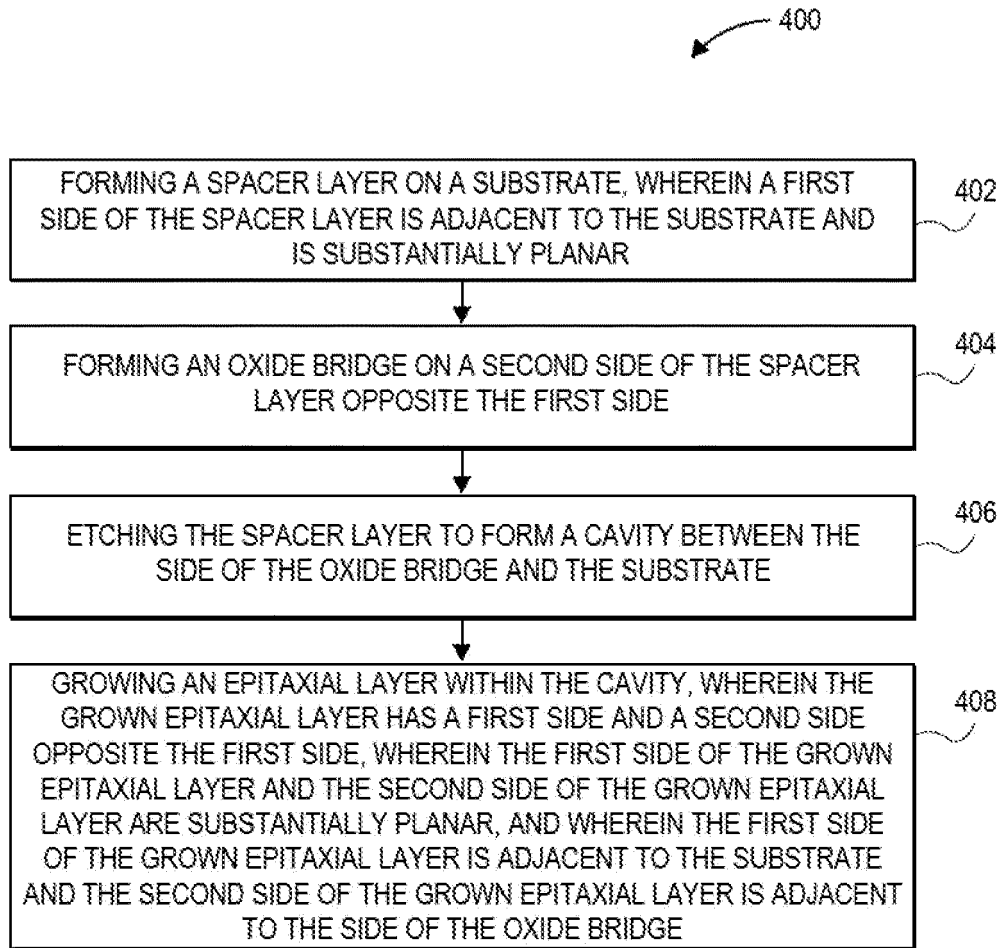 400
FORMING A SPACER LAYER ON A SUBSTRATE, WHEREIN A FIRST
SIDE OF THE SPACER LAYER IS ADJACENT TO THE SUBSTRATE AND
IS SUBSTANTIALLY PLANAR
402
FORMING AN OXIDE BRIDGE ON A SECOND SIDE OF THE SPACER
LAYER OPPOSITE THE FIRST SIDE
404
ETCHING THE SPACER LAYER TO FORM A CAVITY BETWEEN THE
SIDE OF THE OXIDE BRIDGE AND THE SUBSTRATE
406
GROWING AN EPITAXIAL LAYER WITHIN THE CAVITY, WHEREIN THE
GROWN EPITAXIAL LAYER HAS A FIRST SIDE AND A SECOND SIDE
OPPOSITE THE FIRST SIDE, WHEREIN THE FIRST SIDE OF THE GROWN
EPITAXIAL LAYER AND THE SECOND SIDE OF THE GROWN EPITAXIAL
LAYER ARE SUBSTANTIALLY PLANAR, AND WHEREIN THE FIRST SIDE
OF THE GROWN EPITAXIAL LAYER IS ADJACENT TO THE SUBSTRATE
AND THE SECOND SIDE OF THE GROWN EPITAXIAL LAYER IS ADJACENT
TO THE SIDE OF THE OXIDE BRIDGE
408